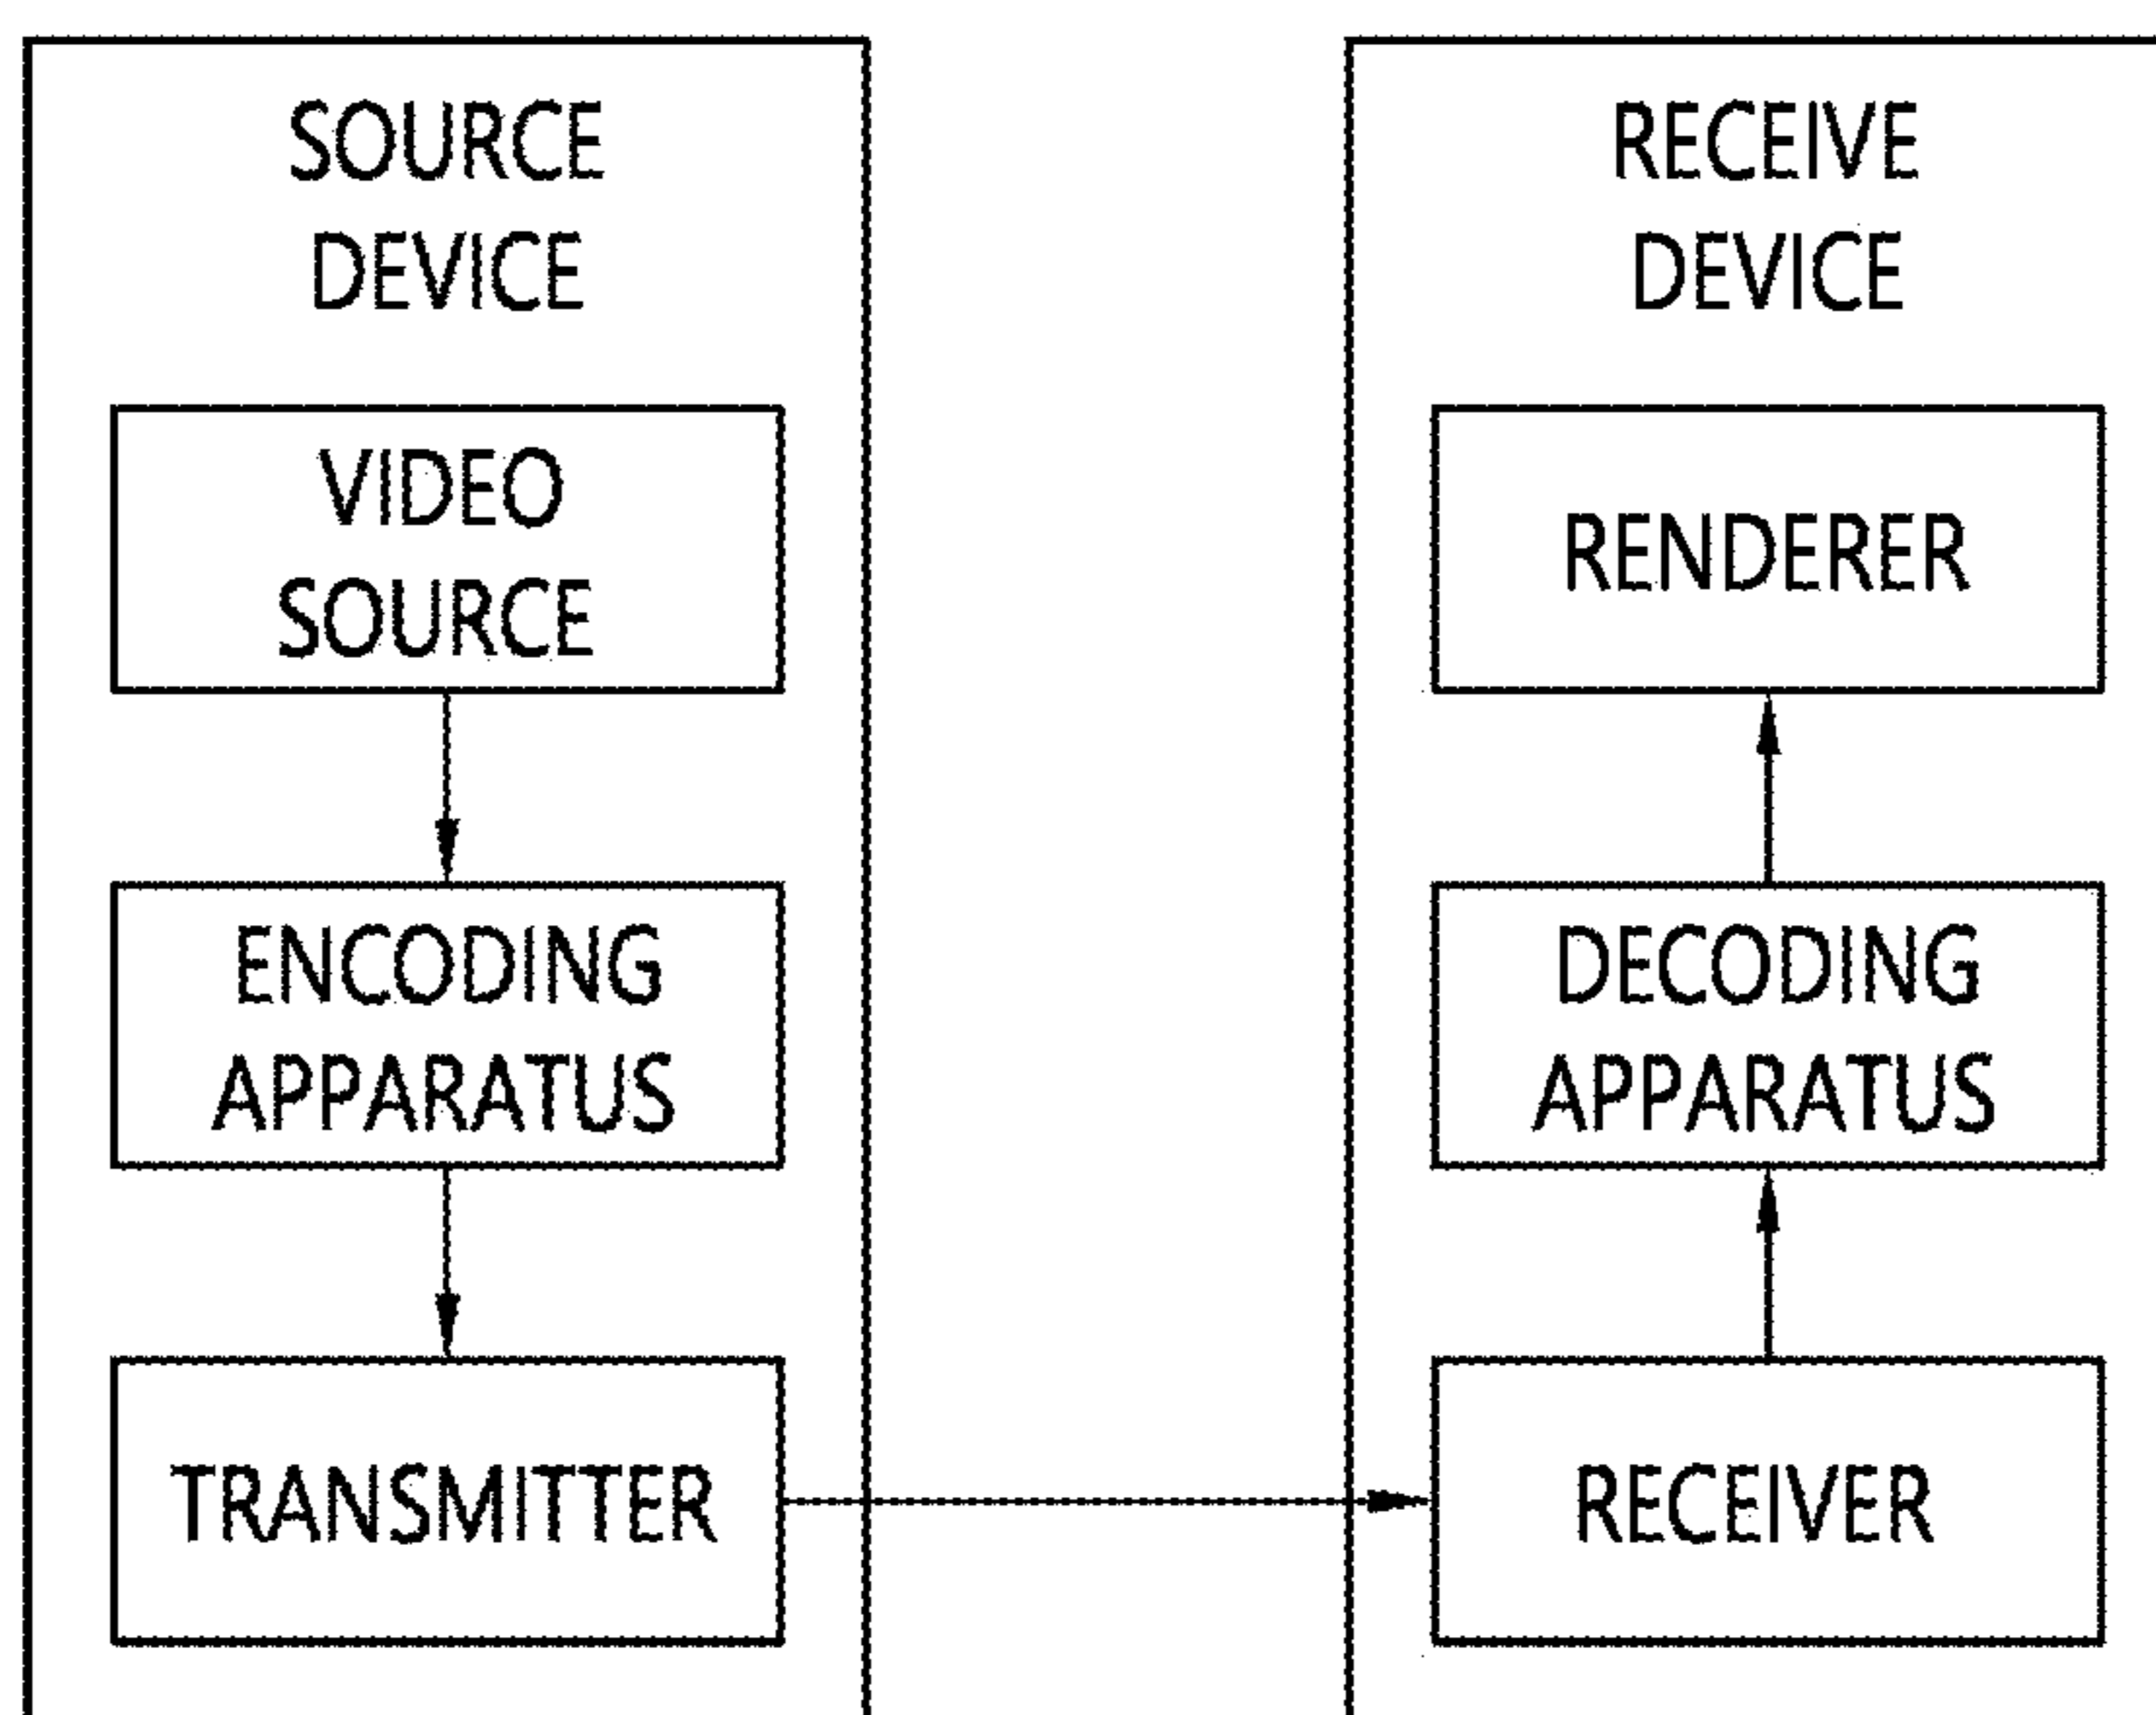 SOURCE
DEVICE
VIDEO
SOURCE
ENCODING
APPARATUS
TRANSMITTER
RECEIVE
DEVICE
RENDERER
DECODING
APPARATUS
RECEIVER